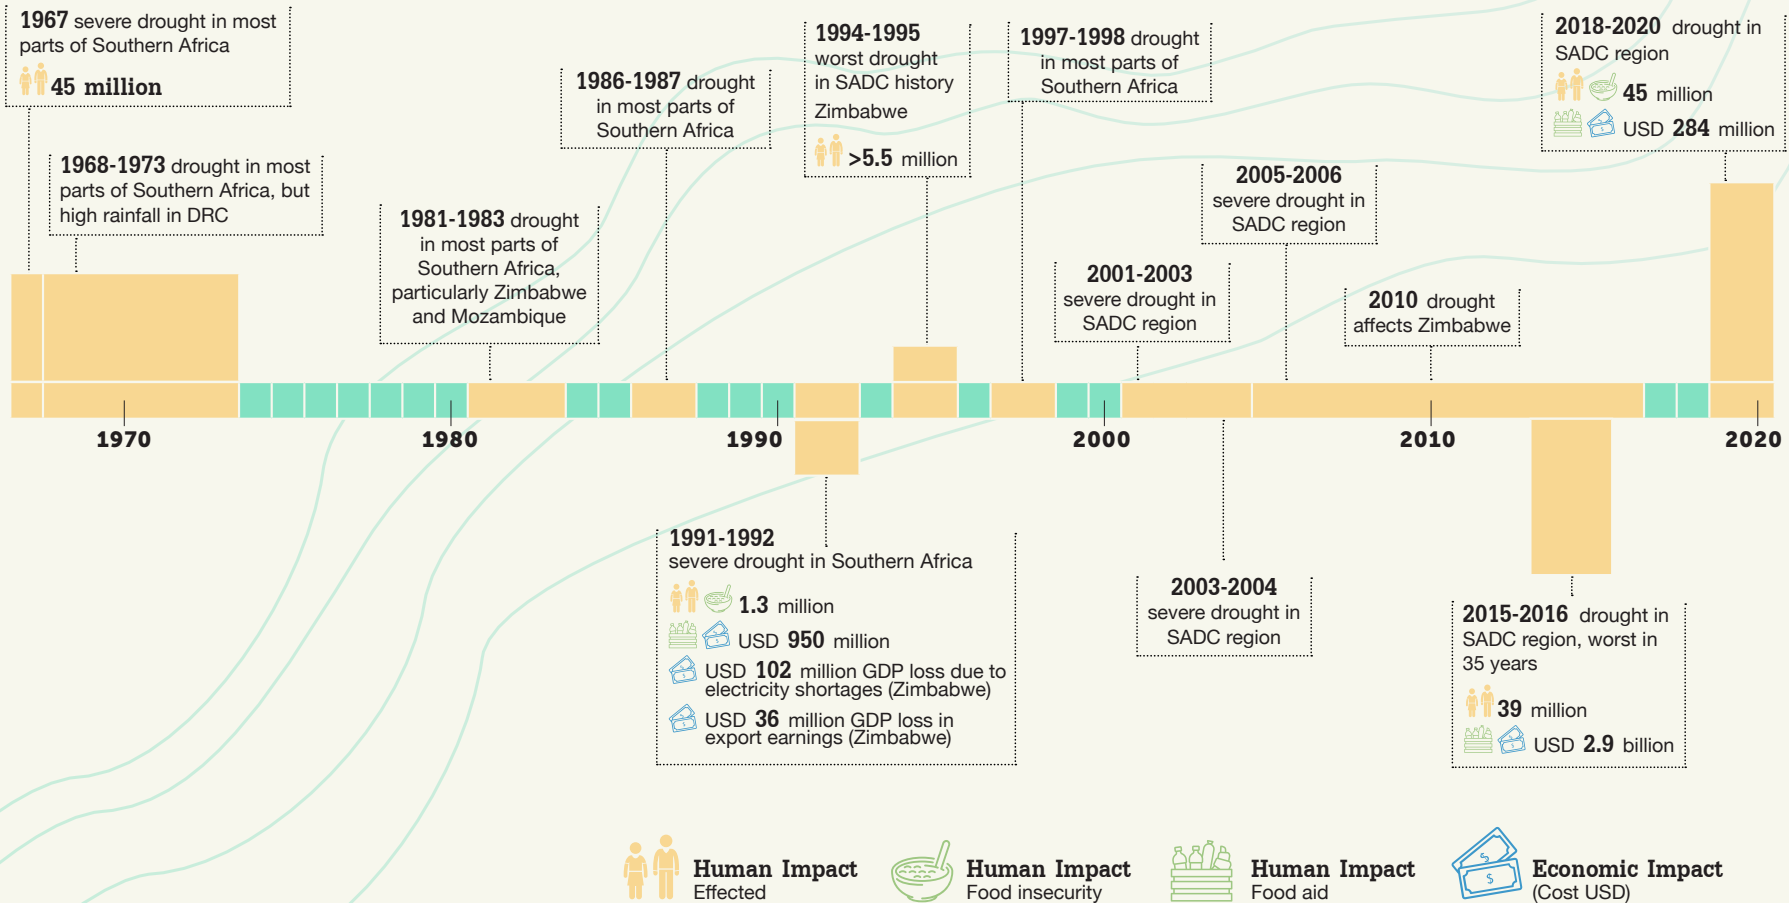 1967 severe drought in most
parts of Southern Africa
45 million
1968-1973 drought in most
parts of Southern Africa, but
high rainfall in DRC
1981-1983 drought
in most parts of
Southern Africa,
particularly Zimbabwe
and Mozambique
1986-1987 drought
in most parts of
Southern Africa
1994-1995
worst drought
in SADC history
Zimbabwe
>5.5 million
1997-1998 drought
in most parts of
Southern Africa
2001-2003
severe drought in
SADC region
2005-2006
severe drought in
SADC region
2010 drought
affects Zimbabwe
2018-2020 drought in
SADC region
45 million
USD 284 million
1970
1980
1990
2000
2010
2020
1991-1992
severe drought in Southern Africa
1.3 million
USD 950 million
USD 102 million GDP loss due to
electricity shortages (Zimbabwe)
USD 36 million GDP loss in
export earnings (Zimbabwe)
2003-2004
severe drought in
SADC region
2015-2016 drought in
SADC region, worst in
35 years
39 million
USD 2.9 billion
Human Impact
Effected
Human Impact
Food insecurity
Human Impact
Food aid
Economic Impact
(Cost USD)